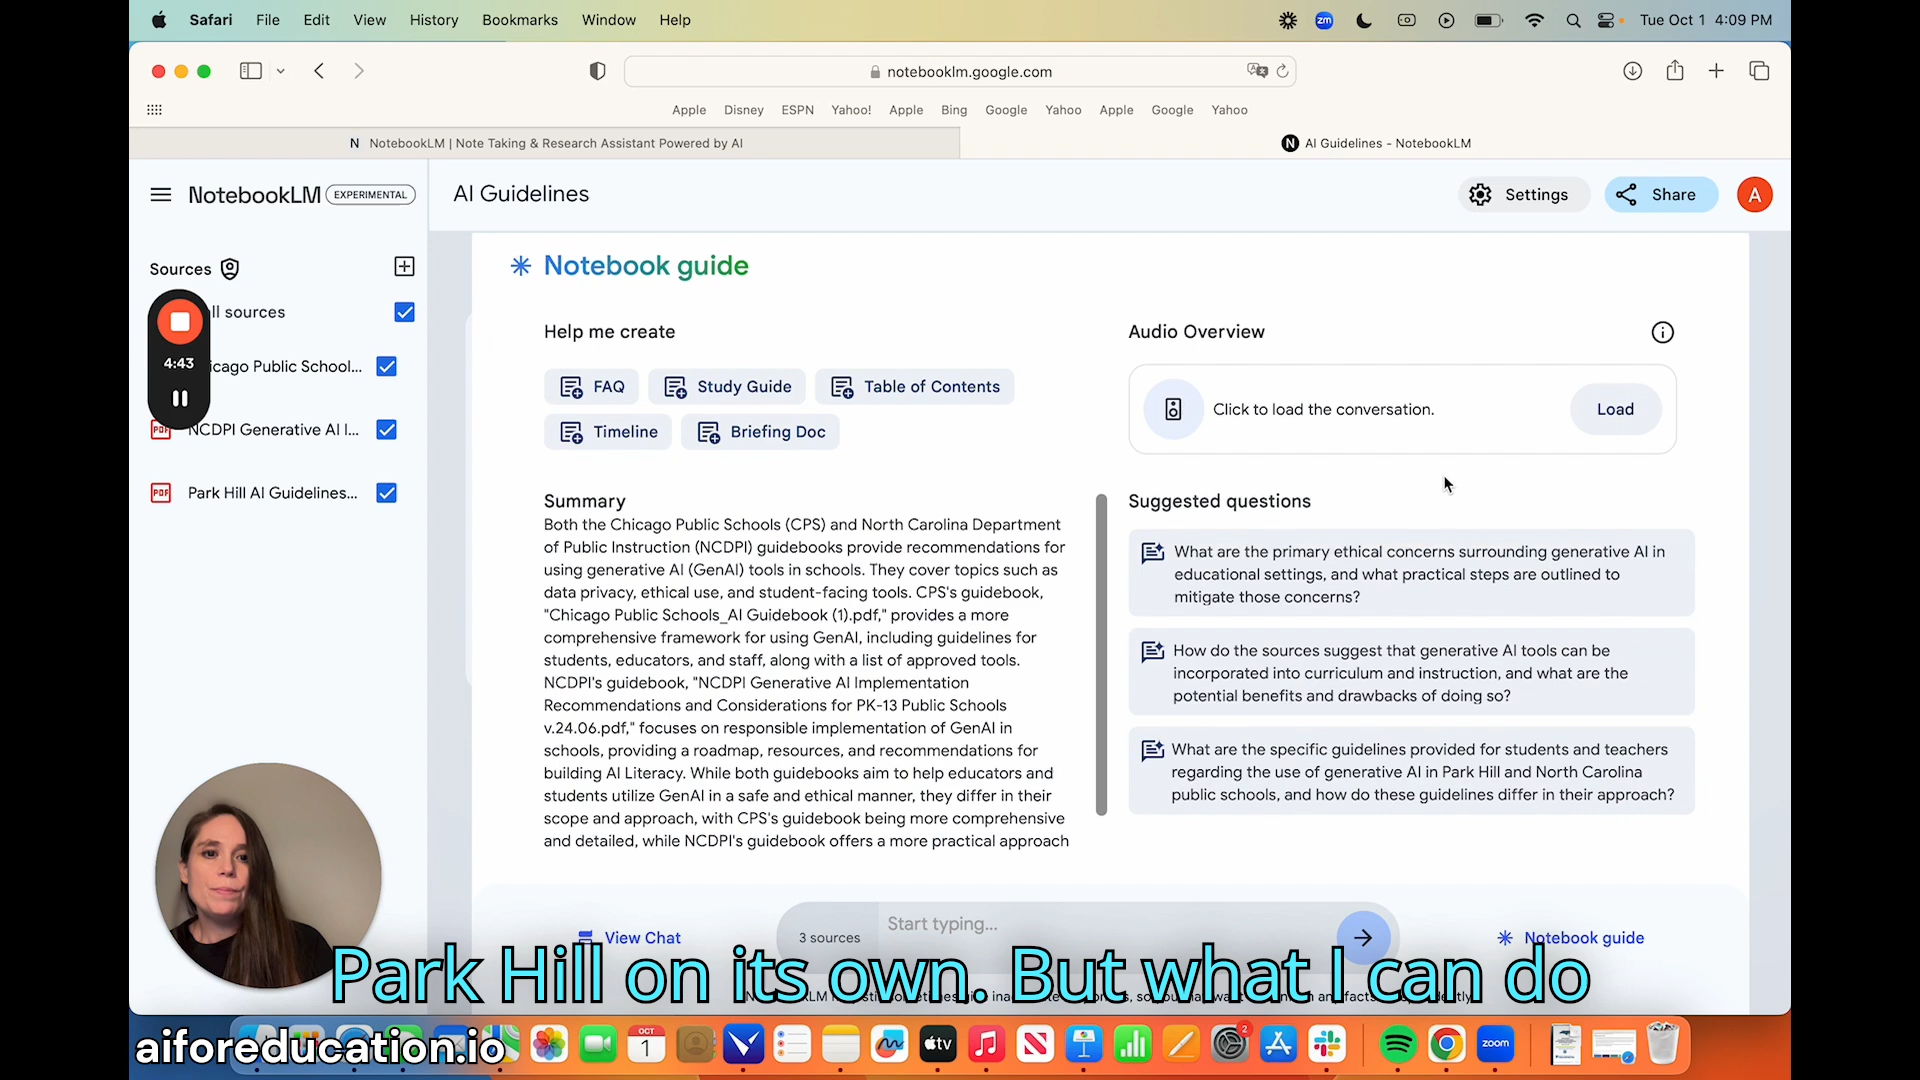 Safari File Edit View History Bookmarks Window Help
zm
Tue Oct 1 4:09 PM
notebooklm.google.com
Apple Disney ESPN Yahoo! Apple Bing Google Yahoo Apple Google Yahoo
N NotebookLM | Note Taking & Research Assistant Powered by AI
N AI Guidelines - NotebookLM
NotebookLM EXPERIMENTAL
AI Guidelines
Settings
Share
A
Sources
ll sources
icago Public School...
PDF NCDPI Generative AI I...
PDF Park Hill AI Guidelines...
4:43
Notebook guide
Help me create
FAQ
Study Guide
Table of Contents
Timeline
Briefing Doc
Audio Overview
Click to load the conversation.
Load
Summary
Both the Chicago Public Schools (CPS) and North Carolina Department
of Public Instruction (NCDPI) guidebooks provide recommendations for
using generative AI (GenAI) tools in schools. They cover topics such as
data privacy, ethical use, and student-facing tools. CPS's guidebook,
"Chicago Public Schools_AI Guidebook (1).pdf," provides a more
comprehensive framework for using GenAI, including guidelines for
students, educators, and staff, along with a list of approved tools.
NCDPI's guidebook, "NCDPI Generative AI Implementation
Recommendations and Considerations for PK-13 Public Schools
v.24.06.pdf," focuses on responsible implementation of GenAI in
schools, providing a roadmap, resources, and recommendations for
building AI Literacy. While both guidebooks aim to help educators and
students utilize GenAI in a safe and ethical manner, they differ in their
scope and approach, with CPS's guidebook being more comprehensive
and detailed, while NCDPI's guidebook offers a more practical approach
Suggested questions
What are the primary ethical concerns surrounding generative AI in
educational settings, and what practical steps are outlined to
mitigate those concerns?
How do the sources suggest that generative AI tools can be
incorporated into curriculum and instruction, and what are the
potential benefits and drawbacks of doing so?
What are the specific guidelines provided for students and teachers
regarding the use of generative AI in Park Hill and North Carolina
public schools, and how do these guidelines differ in their approach?
View Chat
3 sources
Start typing...
Notebook guide
Park Hill on its own. But what I can do
aiforeducation.io
OCT
1
tv
2
zoom